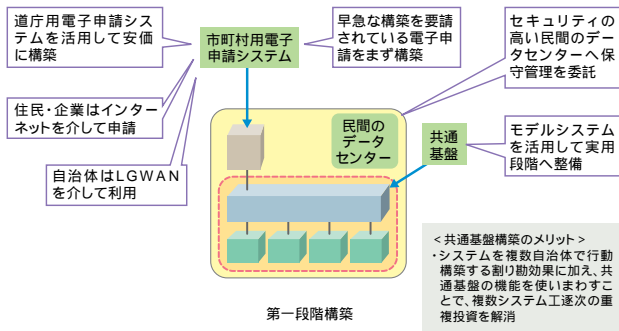 道庁用電子申請シス
テムを活用して安価
に構築
市町村用電子
申請システム
早急な構築を要請
されている電子申
請をまず構築
セキュリティの
高い民間のデー
タセンターへ保
守管理を委託
住民・企業はインター
ネットを介して申請
自治体はLGWAN
を介して利用
民間の
データ
センター
共通
基盤
モデルシステム
を活用して実用
段階へ整備
<共通基盤構築のメリット>
・システムを複数自治体で行動
構築する割り勘効果に加え、共
通基盤の機能を使いまわすこ
とで、複数システム工逐次の重
複投資を解消
第一段階構築